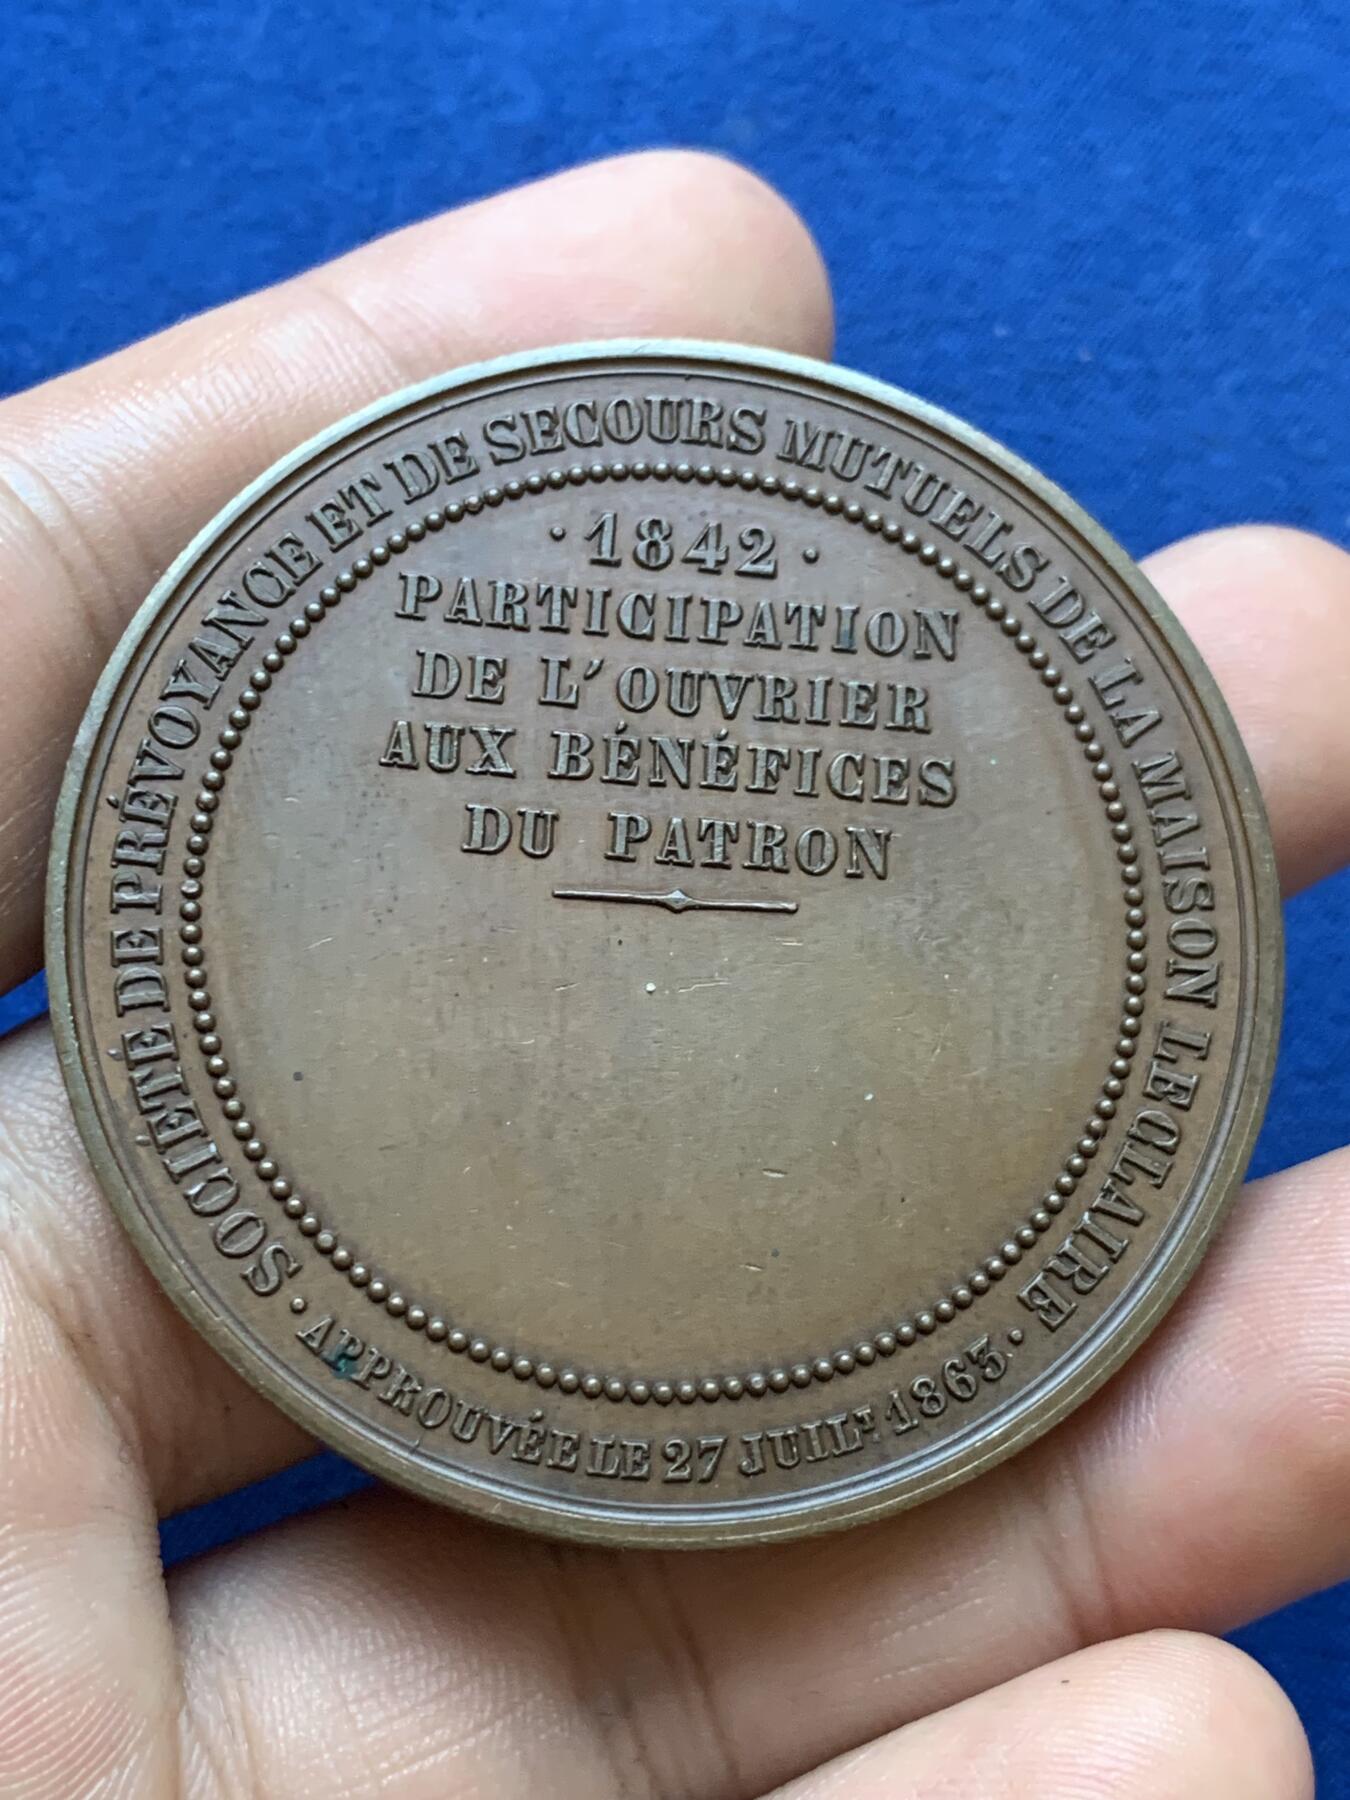 SOCIÉTÉ DE PRÉVOYANCE ET DE SECOURS MUTUELS DE LA MAISON LECLAIRE
· 1842 ·
PARTICIPATION
DE L'OUVRIER
AUX BÉNÉFICES
DU PATRON
· APPROUVÉE LE 27 JUILT 1863 ·